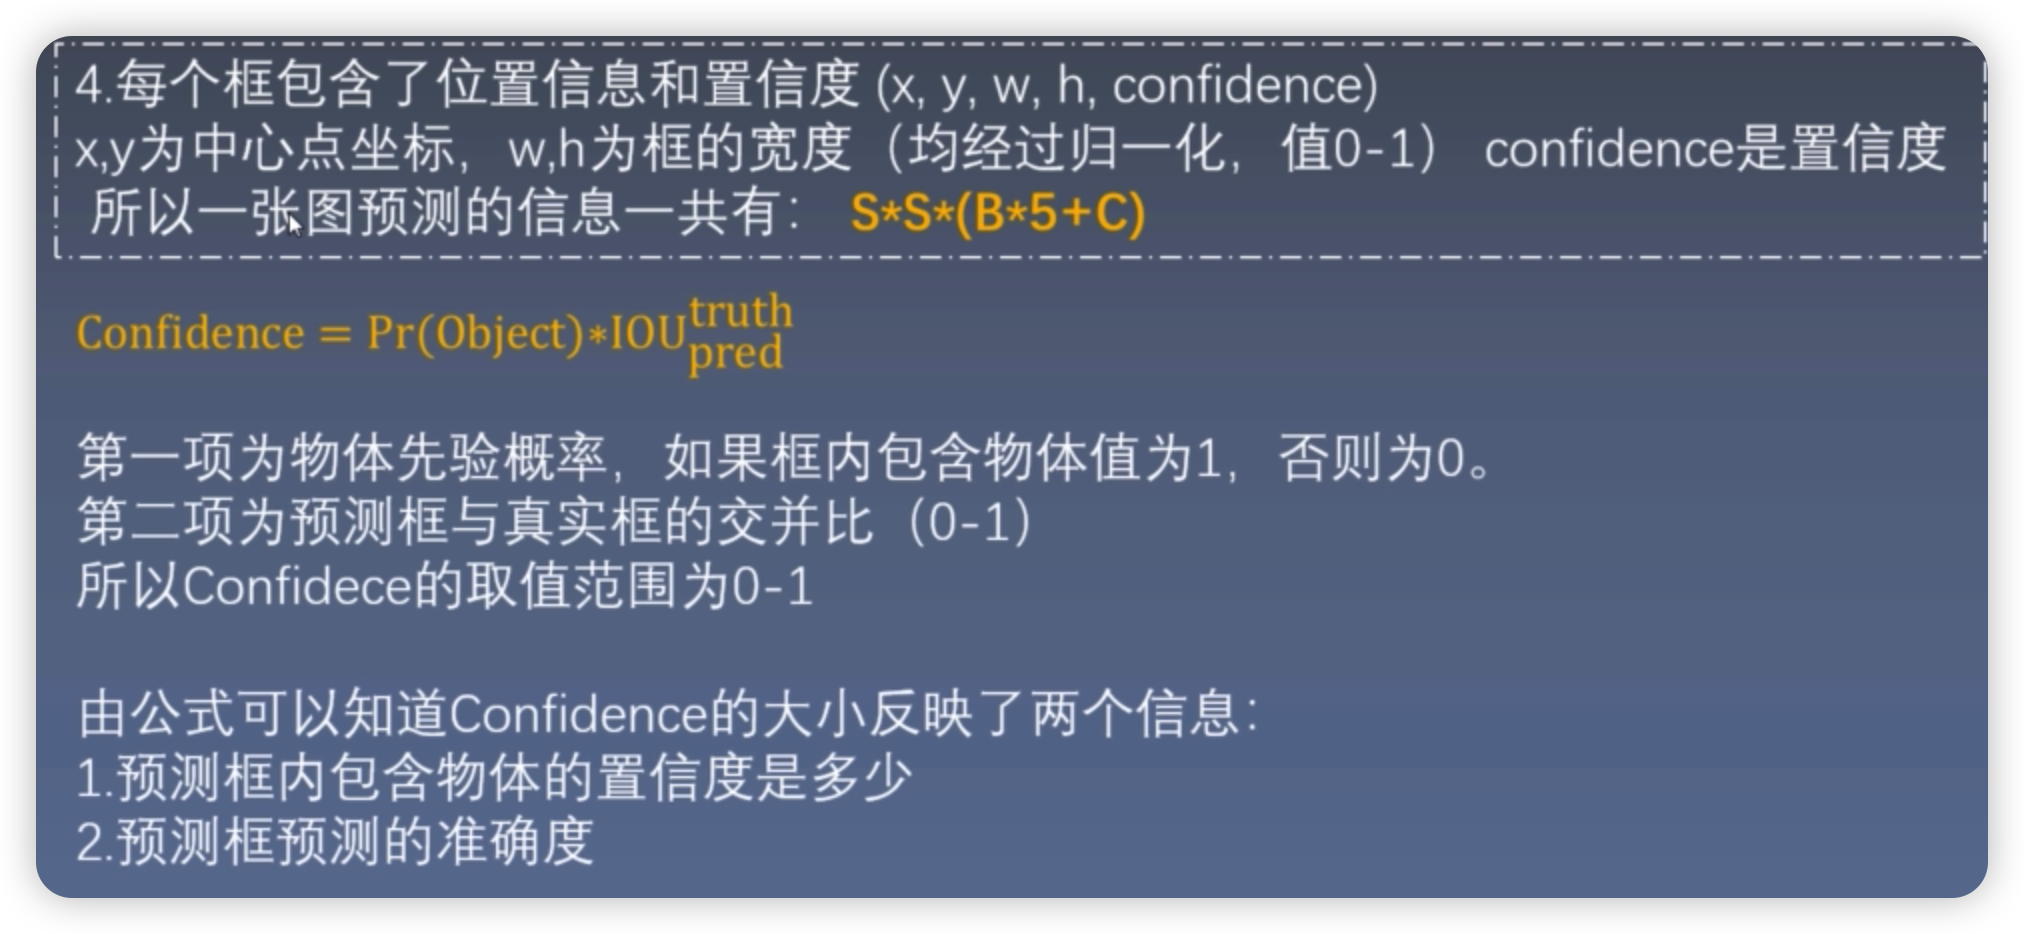 4.每个框包含了位置信息和置信度 (x, y, w, h, confidence)
x,y为中心点坐标，w,h为框的宽度（均经过归一化，值0-1） confidence是置信度
所以一张图预测的信息一共有： S*S*(B*5+C)
Confidence = Pr(Object)*IOU truth pred
第一项为物体先验概率，如果框内包含物体值为1，否则为0。
第二项为预测框与真实框的交并比（0-1）
所以Confidece的取值范围为0-1
由公式可以知道Confidence的大小反映了两个信息：
1.预测框内包含物体的置信度是多少
2.预测框预测的准确度